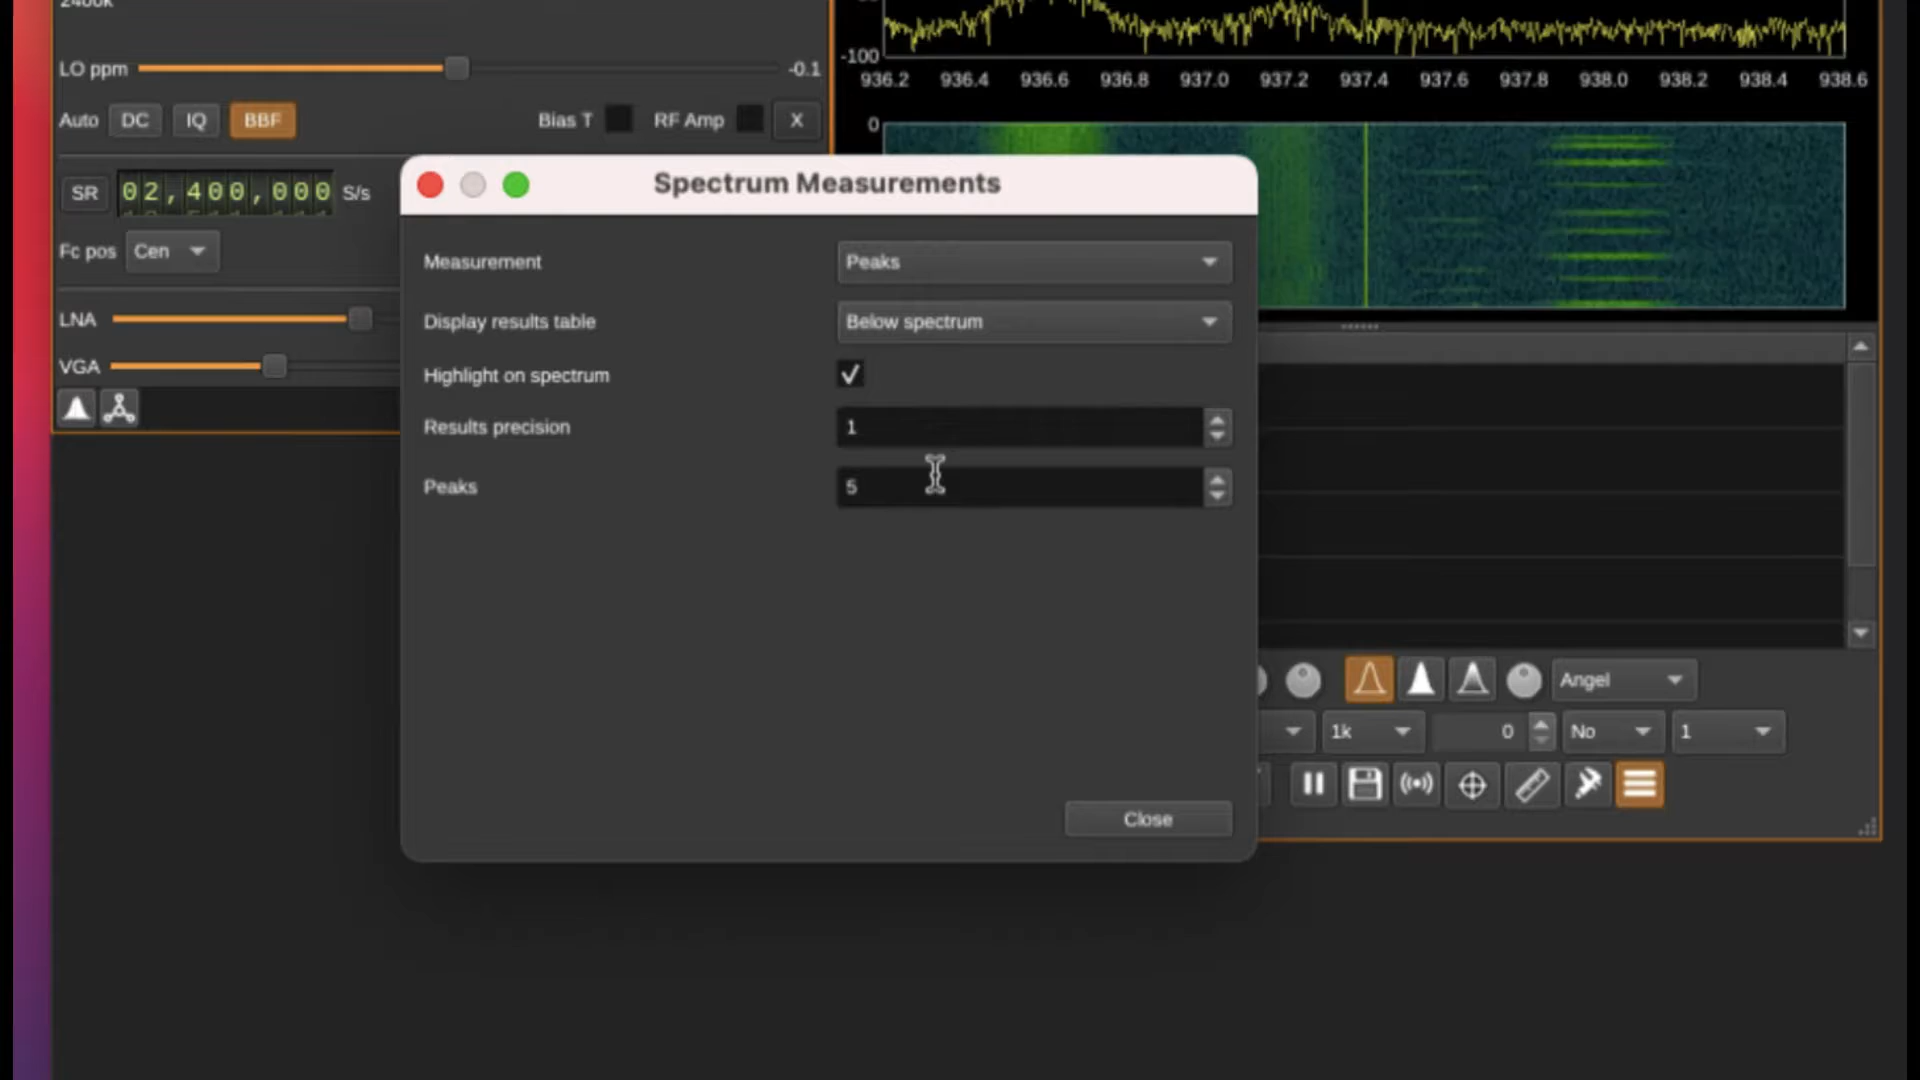 2400k
LO ppm -0.1
-100
936.2 936.4 936.6 936.8 937.0 937.2 937.4 937.6 937.8 938.0 938.2 938.4 938.6
Auto DC IQ BBF Bias T RF Amp X
0
SR 02,400,000 S/s
Fc pos Cen
LNA
VGA
Spectrum Measurements
Measurement Peaks
Display results table Below spectrum
Highlight on spectrum
Results precision 1
Peaks 5
Close
Angel
1k 0 No 1